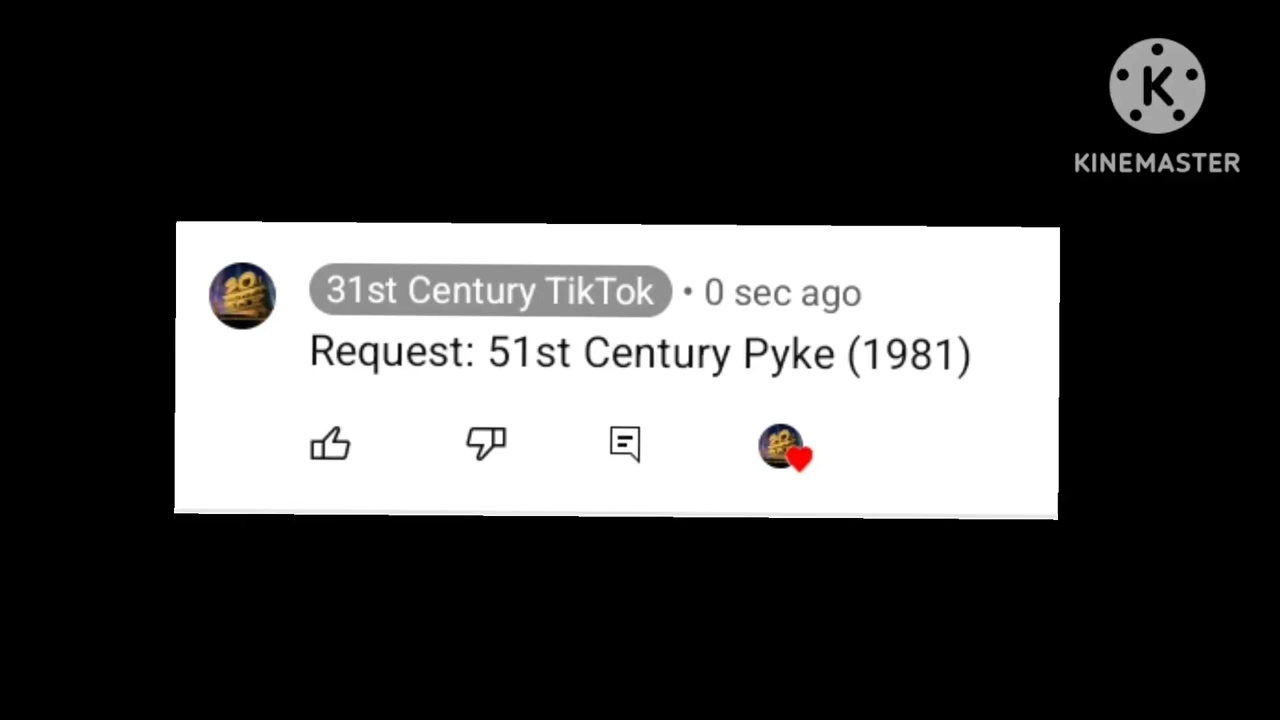 K
KINEMASTER
31st Century TikTok • 0 sec ago
Request: 51st Century Pyke (1981)